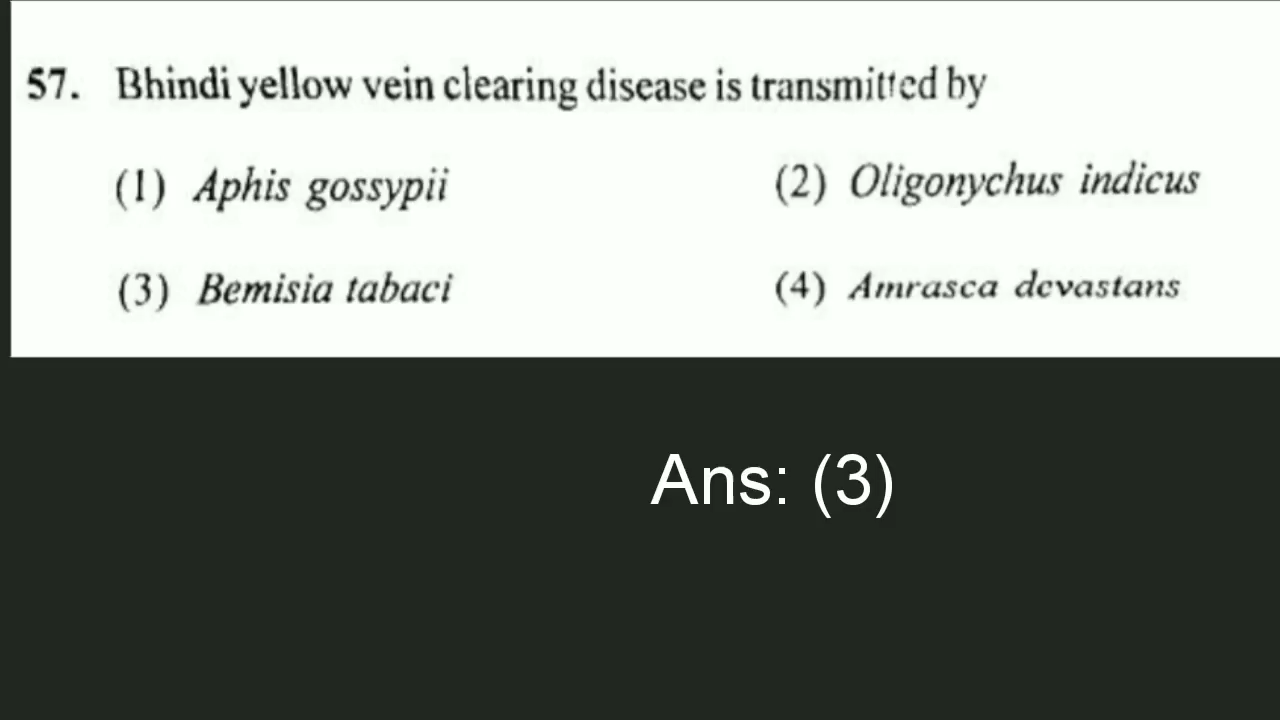 57. Bhindi yellow vein clearing disease is transmitted by
(1) Aphis gossypii (2) Oligonychus indicus
(3) Bemisia tabaci (4) Amrasca devastans
Ans: (3)